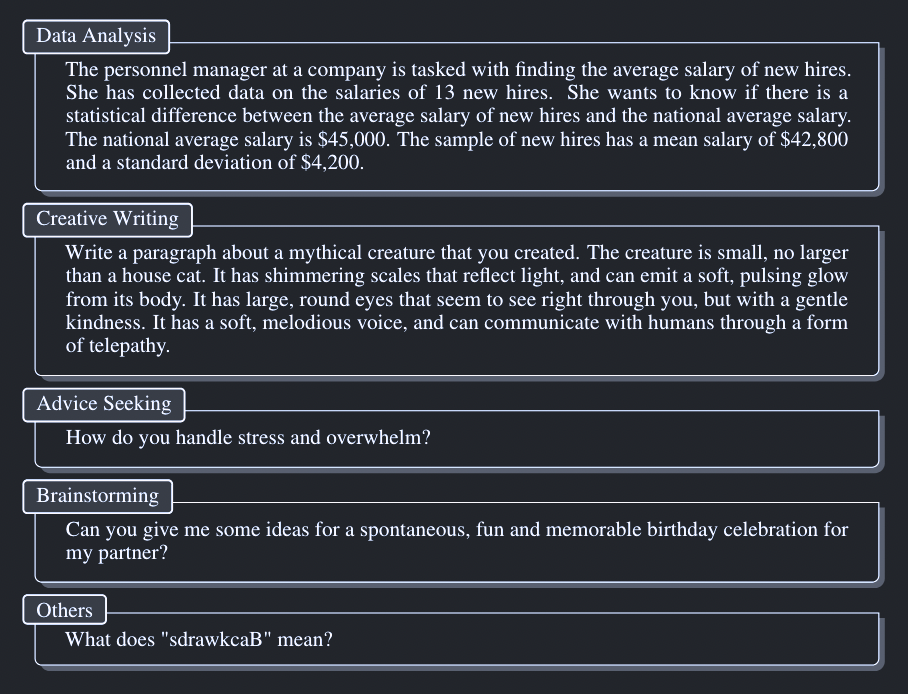 Data Analysis
The personnel manager at a company is tasked with finding the average salary of new hires.
She has collected data on the salaries of 13 new hires. She wants to know if there is a
statistical difference between the average salary of new hires and the national average salary.
The national average salary is $45,000. The sample of new hires has a mean salary of $42,800
and a standard deviation of $4,200.
Creative Writing
Write a paragraph about a mythical creature that you created. The creature is small, no larger
than a house cat. It has shimmering scales that reflect light, and can emit a soft, pulsing glow
from its body. It has large, round eyes that seem to see right through you, but with a gentle
kindness. It has a soft, melodious voice, and can communicate with humans through a form
of telepathy.
Advice Seeking
How do you handle stress and overwhelm?
Brainstorming
Can you give me some ideas for a spontaneous, fun and memorable birthday celebration for
my partner?
Others
What does "sdrawkcaB" mean?